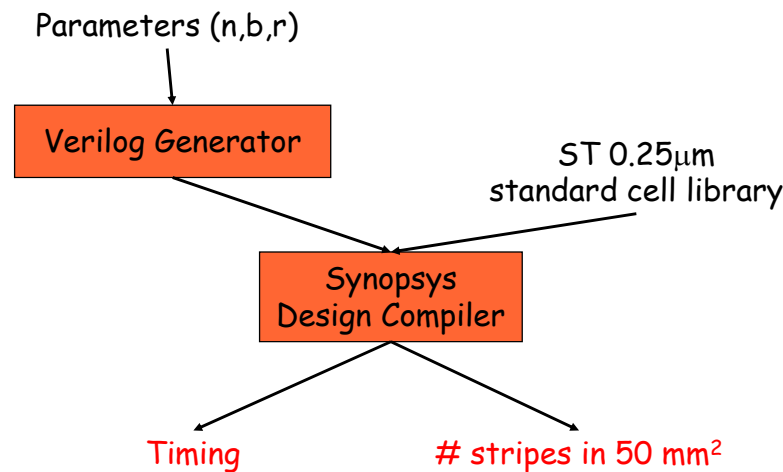 Parameters (n,b,r)
Verilog Generator
ST 0.25μm
standard cell library
Synopsys
Design Compiler
Timing
# stripes in 50 mm²